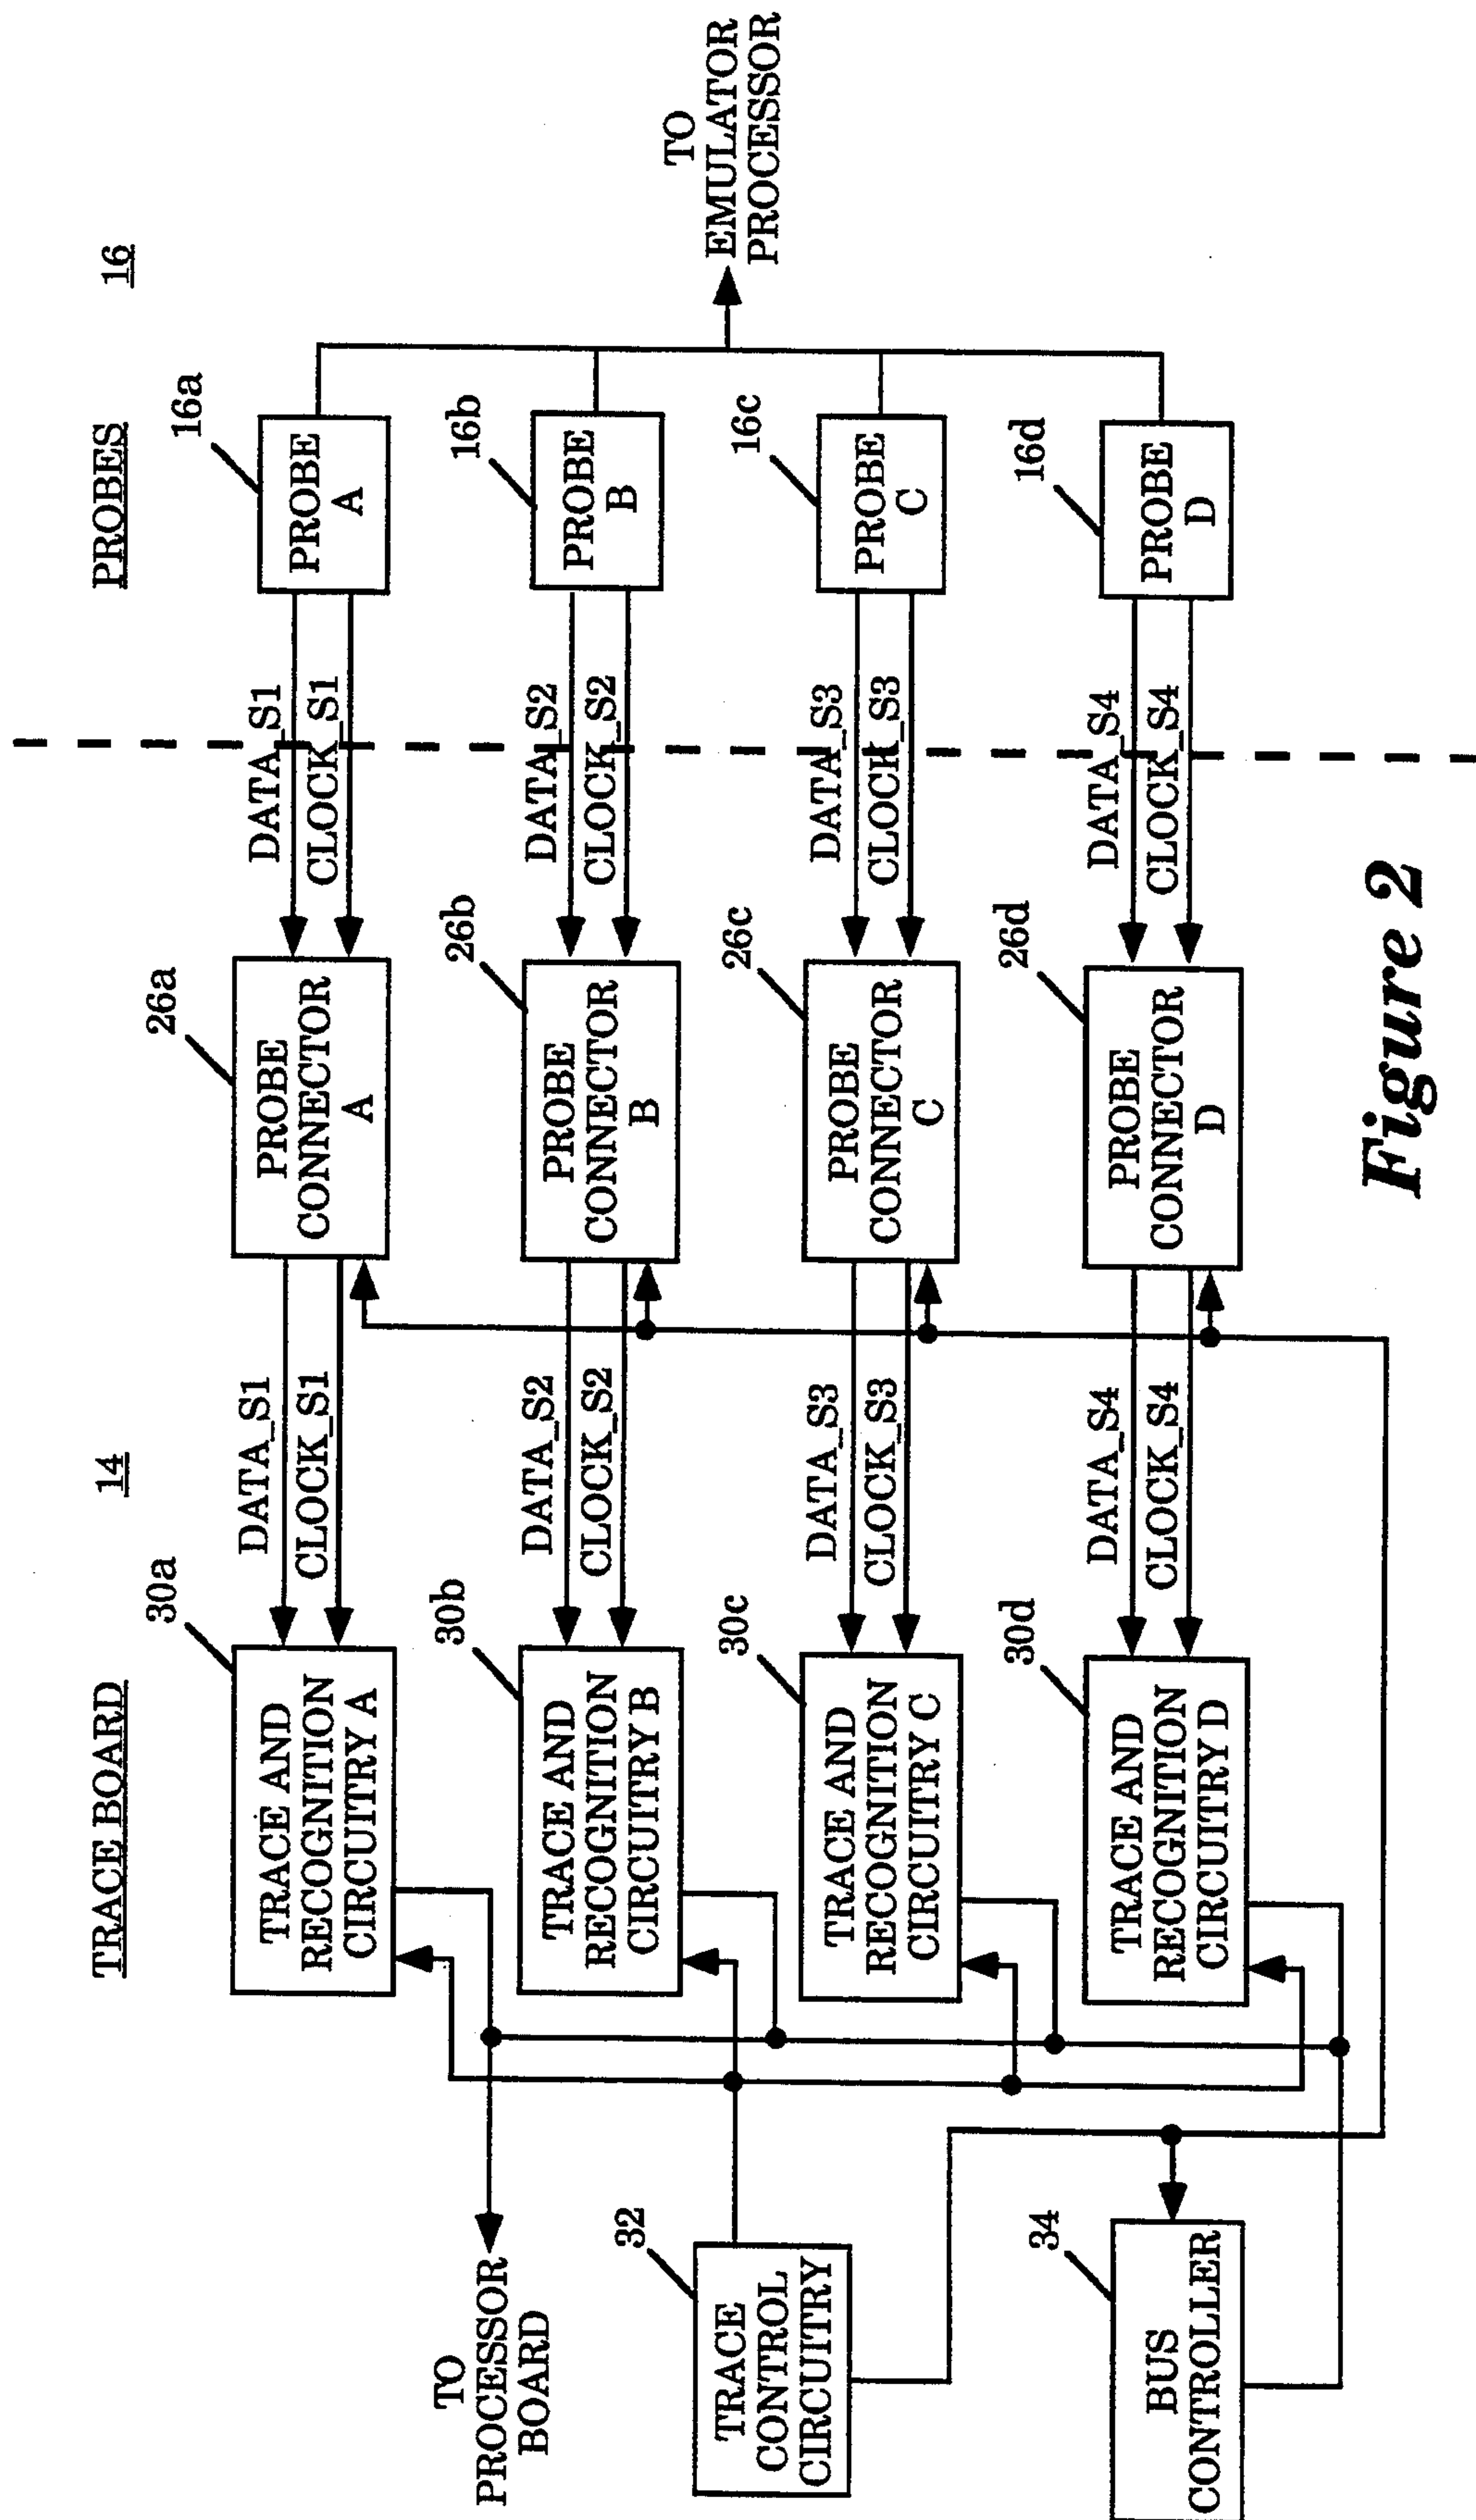 TRACE BOARD
14
PROBES
16
30a
TRACE AND
RECOGNITION
CIRCUITRY A
DATA_S1
CLOCK_S1
26a
PROBE
CONNECTOR
A
DATA_S1
CLOCK_S1
16a
PROBE
A
30b
TRACE AND
RECOGNITION
CIRCUITRY B
DATA_S2
CLOCK_S2
26b
PROBE
CONNECTOR
B
DATA_S2
CLOCK_S2
16b
PROBE
B
TO
EMULATOR
PROCESSOR
TO
PROCESSOR
BOARD
30c
TRACE AND
RECOGNITION
CIRCUITRY C
DATA_S3
CLOCK_S3
26c
PROBE
CONNECTOR
C
DATA_S3
CLOCK_S3
16c
PROBE
C
32
TRACE
CONTROL
CIRCUITRY
30d
TRACE AND
RECOGNITION
CIRCUITRY D
DATA_S4
CLOCK_S4
26d
PROBE
CONNECTOR
D
DATA_S4
CLOCK_S4
16d
PROBE
D
34
BUS
CONTROLLER
Figure 2